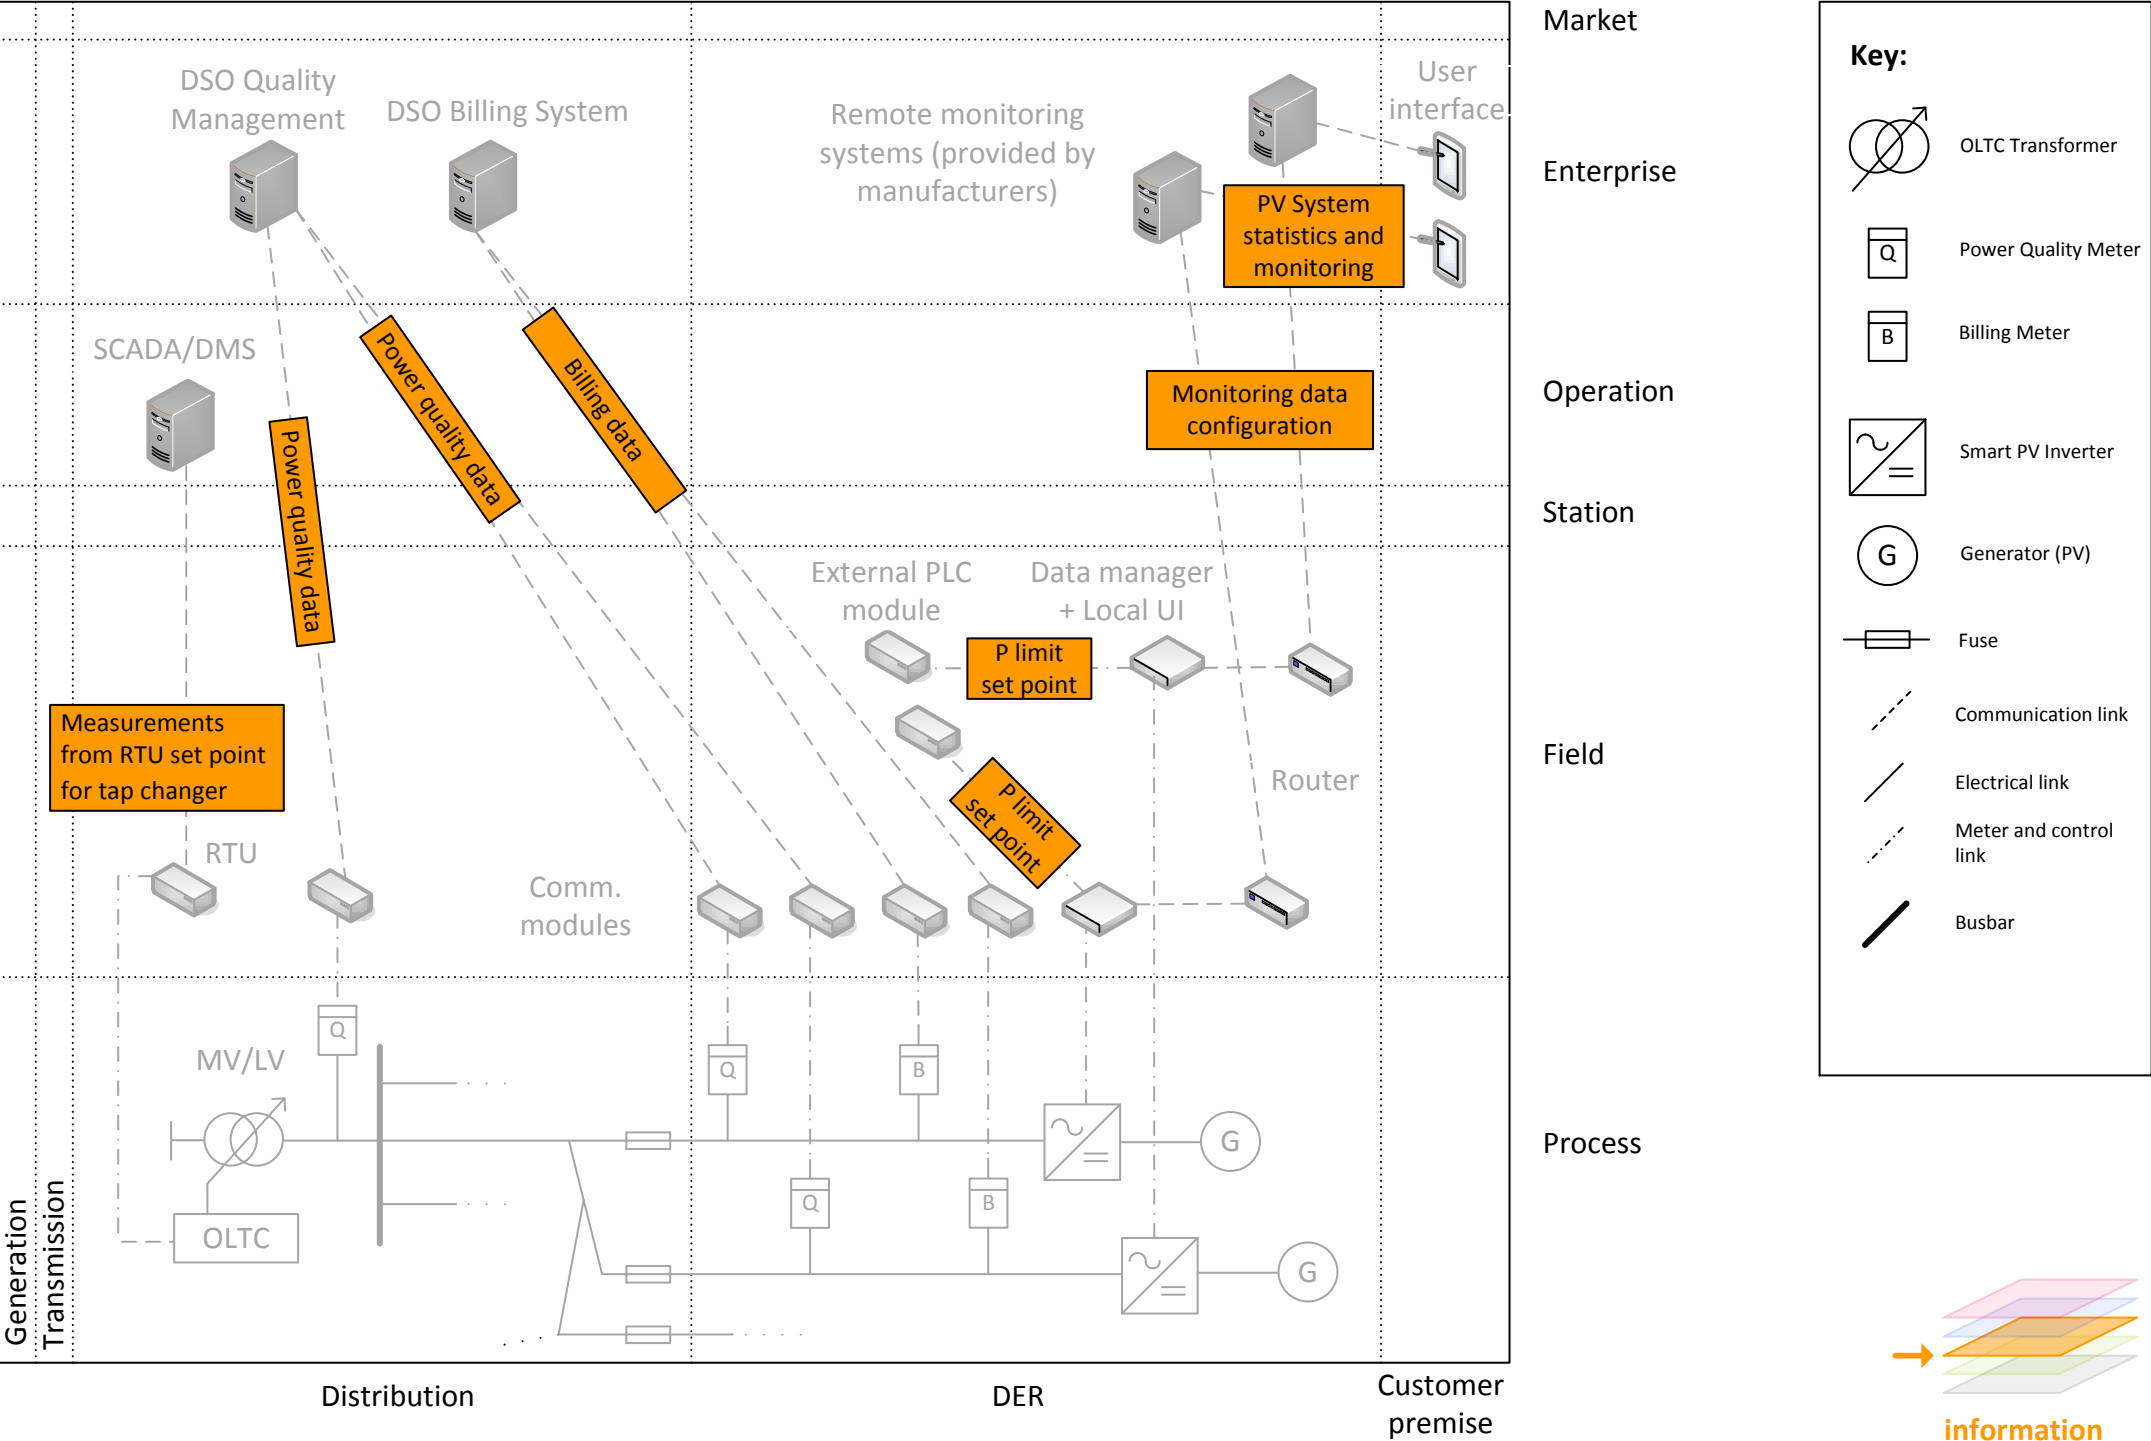 Market
Key:
DSO Quality
Management
DSO Billing System
Remote monitoring
systems (provided by
manufacturers)
User
interface
OLTC Transformer
Enterprise
PV System
statistics and
monitoring
Q
Power Quality Meter
B
Billing Meter
SCADA/DMS
Power quality data
Power quality data
Billing data
Monitoring data
configuration
Operation
Smart PV Inverter
Station
G
Generator (PV)
External PLC
module
Data manager
+ Local UI
P limit
set point
Fuse
Measurements
from RTU set point
for tap changer
Communication link
P limit
set point
Router
Field
Electrical link
RTU
Comm.
modules
Meter and control
link
Busbar
Q
MV/LV
Q
B
G
Process
Q
B
OLTC
G
Generation
Transmission
Distribution
DER
Customer
premise
information